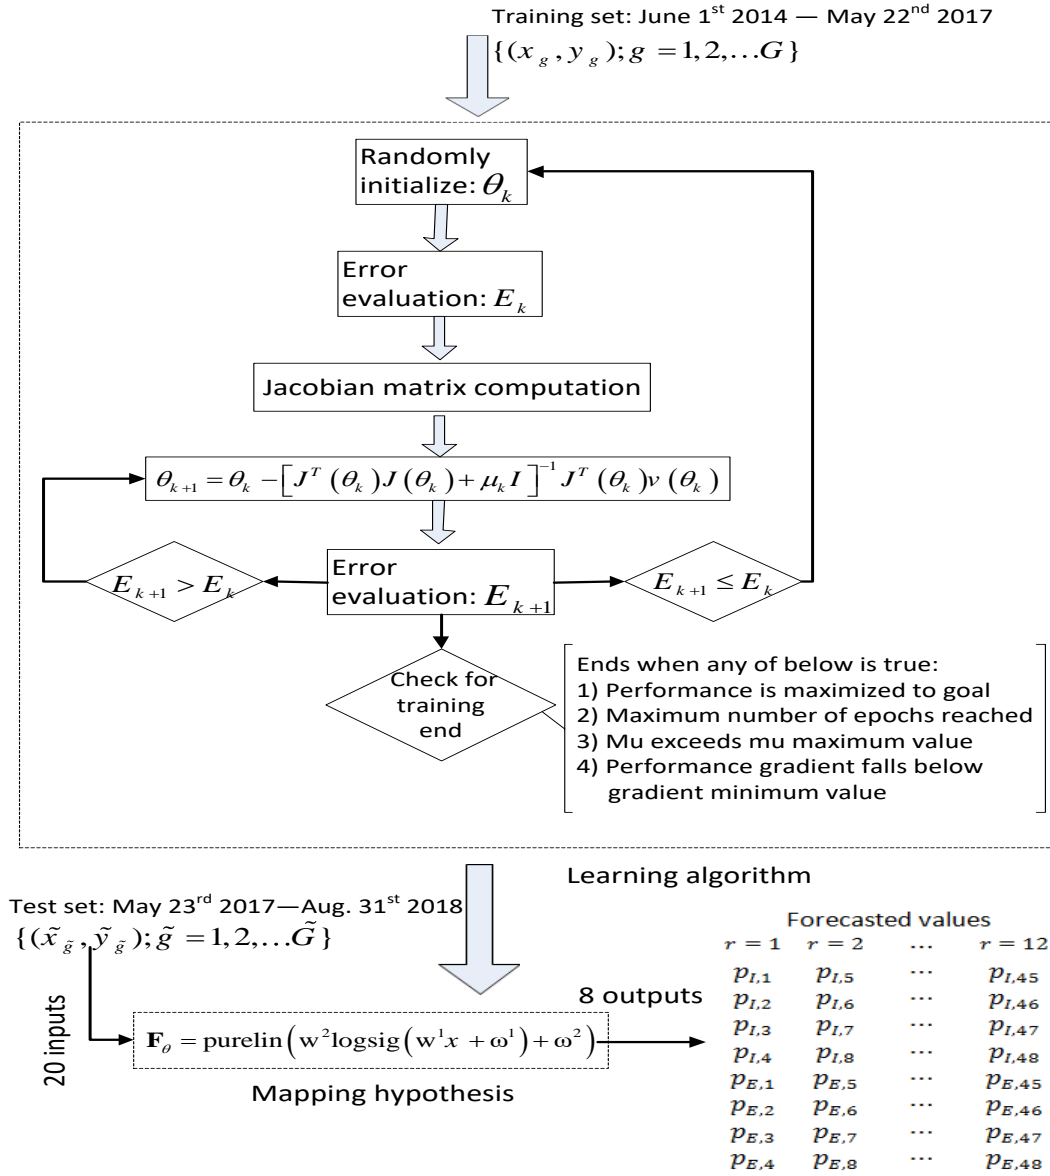 Training set: June 1st 2014 — May 22nd 2017
{(x_g, y_g); g = 1, 2, …G}
Randomly
initialize: θ_k
Error
evaluation: E_k
Jacobian matrix computation
θ_{k+1} = θ_k − [J^T(θ_k)J(θ_k) + μ_k I]^{−1} J^T(θ_k)v(θ_k)
E_{k+1} > E_k
Error
evaluation: E_{k+1}
E_{k+1} ≤ E_k
Check for
training
end
Ends when any of below is true:
1) Performance is maximized to goal
2) Maximum number of epochs reached
3) Mu exceeds mu maximum value
4) Performance gradient falls below
gradient minimum value
Learning algorithm
Test set: May 23rd 2017—Aug. 31st 2018
{(x̃_g̃, ỹ_g̃); g̃ = 1, 2, …G̃}
20 inputs
F_θ = purelin(w²logsig(w¹x + ω¹) + ω²)
Mapping hypothesis
8 outputs
Forecasted values
r = 1 r = 2 … r = 12
p_{I,1} p_{I,5} … p_{I,45}
p_{I,2} p_{I,6} … p_{I,46}
p_{I,3} p_{I,7} … p_{I,47}
p_{I,4} p_{I,8} … p_{I,48}
p_{E,1} p_{E,5} … p_{E,45}
p_{E,2} p_{E,6} … p_{E,46}
p_{E,3} p_{E,7} … p_{E,47}
p_{E,4} p_{E,8} … p_{E,48}